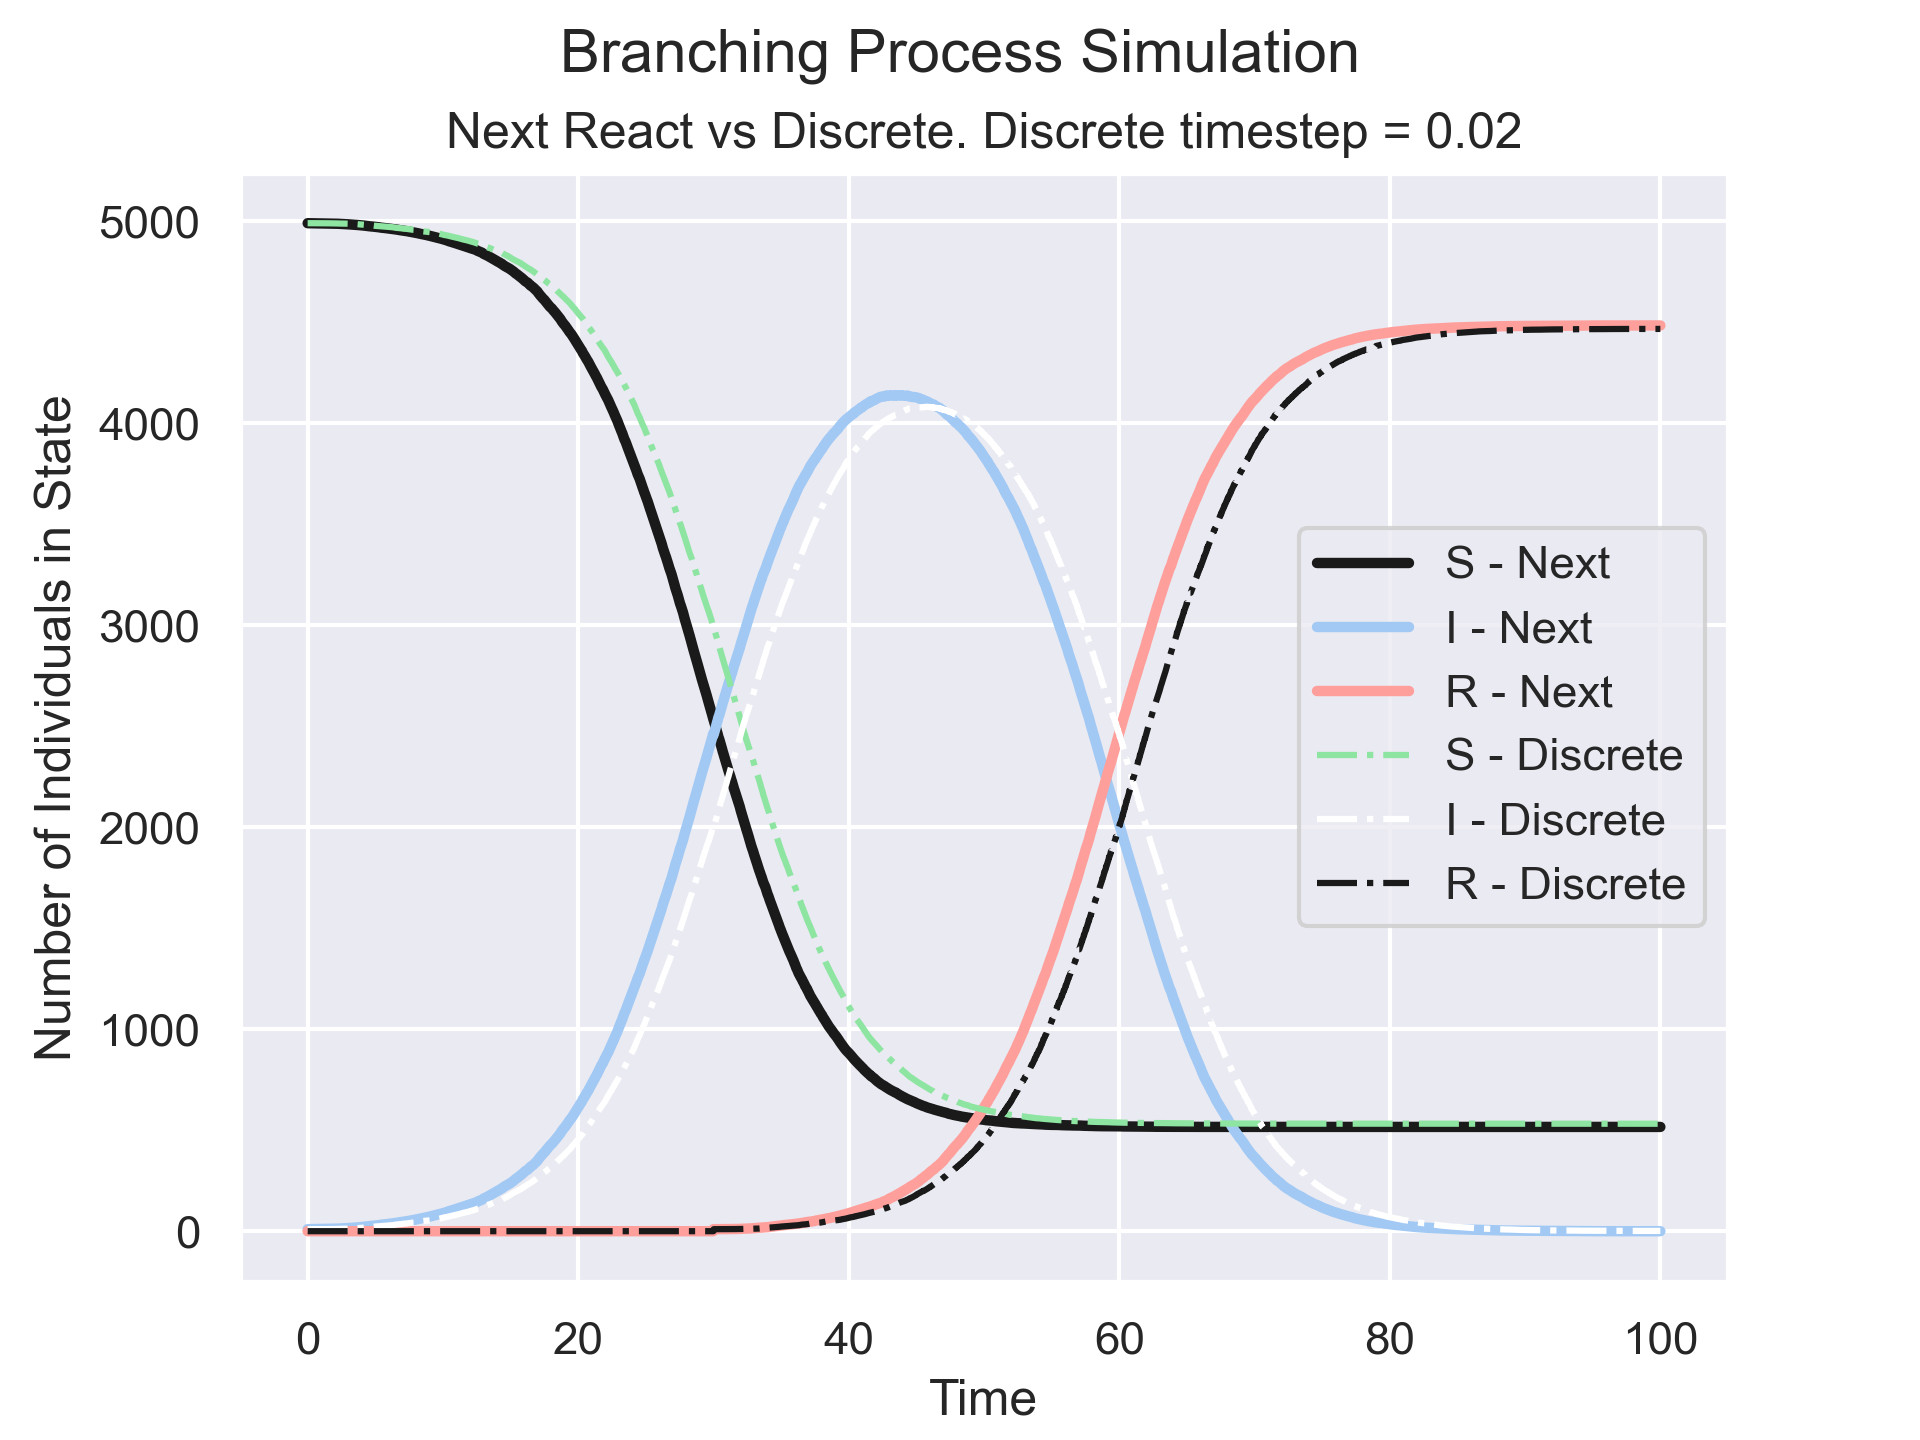 Branching Process Simulation
Next React vs Discrete. Discrete timestep = 0.02
Number of Individuals in State
5000
4000
3000
2000
1000
0
S - Next
I - Next
R - Next
S - Discrete
I - Discrete
R - Discrete
0 20 40 60 80 100
Time